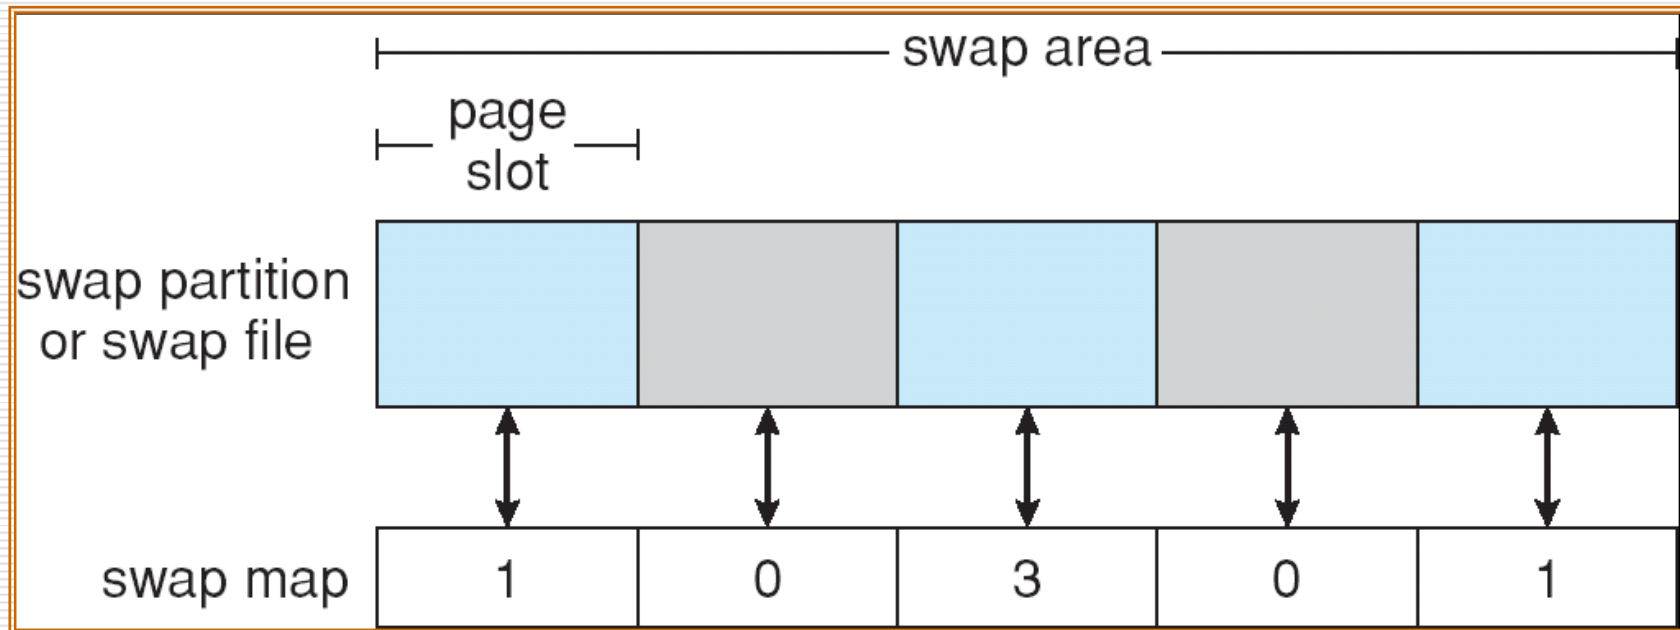 swap area
page
slot
swap partition
or swap file
swap map 1 0 3 0 1